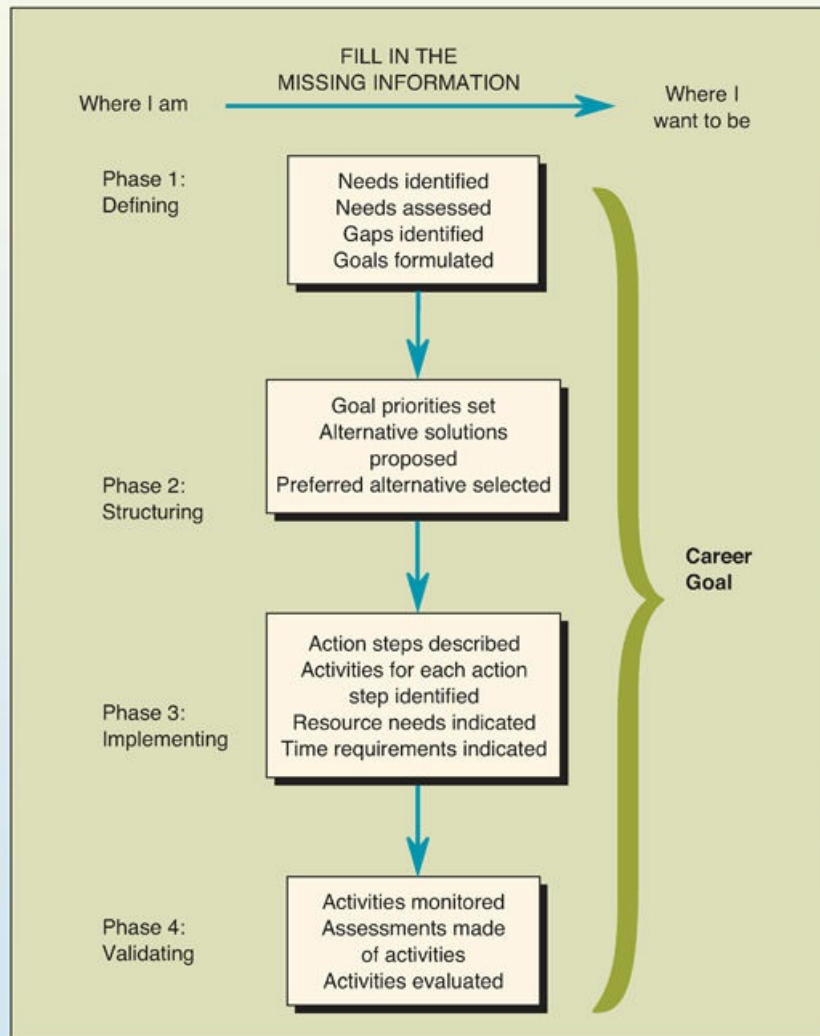 FILL IN THE
MISSING INFORMATION
Where I am
Where I
want to be
Phase 1:
Defining
Needs identified
Needs assessed
Gaps identified
Goals formulated
Phase 2:
Structuring
Goal priorities set
Alternative solutions
proposed
Preferred alternative selected
Career
Goal
Phase 3:
Implementing
Action steps described
Activities for each action
step identified
Resource needs indicated
Time requirements indicated
Phase 4:
Validating
Activities monitored
Assessments made
of activities
Activities evaluated